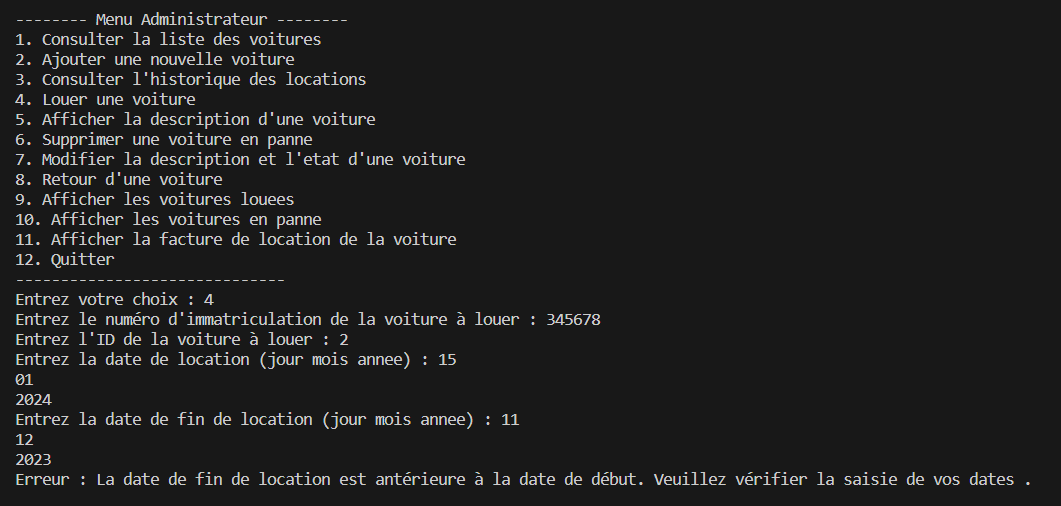 -------- Menu Administrateur --------
1. Consulter la liste des voitures
2. Ajouter une nouvelle voiture
3. Consulter l'historique des locations
4. Louer une voiture
5. Afficher la description d'une voiture
6. Supprimer une voiture en panne
7. Modifier la description et l'etat d'une voiture
8. Retour d'une voiture
9. Afficher les voitures louees
10. Afficher les voitures en panne
11. Afficher la facture de location de la voiture
12. Quitter
------------------------------
Entrez votre choix : 4
Entrez le numéro d'immatriculation de la voiture à louer : 345678
Entrez l'ID de la voiture à louer : 2
Entrez la date de location (jour mois annee) : 15
01
2024
Entrez la date de fin de location (jour mois annee) : 11
12
2023
Erreur : La date de fin de location est antérieure à la date de début. Veuillez vérifier la saisie de vos dates .